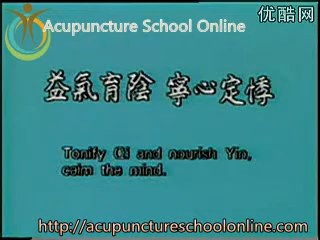 优酷网
Acupuncture School Online
益氣育陰 寧心定悸
Tonify Qi and nourish Yin,
calm the mind.
http://acupunctureschoolonline.com